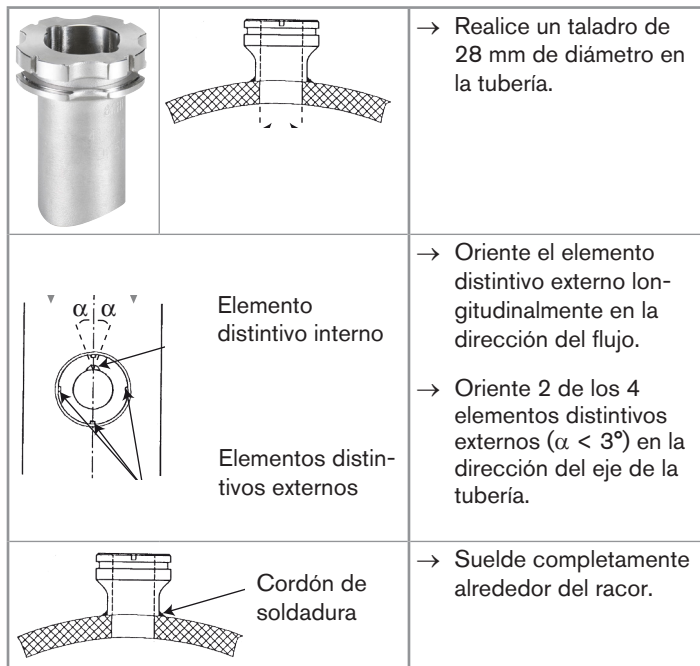 → Realice un taladro de
28 mm de diámetro en
la tubería.
α α
Elemento
distintivo interno
Elementos distin-
tivos externos
→ Oriente el elemento
distintivo externo lon-
gitudinalmente en la
dirección del flujo.
→ Oriente 2 de los 4
elementos distintivos
externos (α < 3°) en la
dirección del eje de la
tubería.
Cordón de
soldadura
→ Suelde completamente
alrededor del racor.